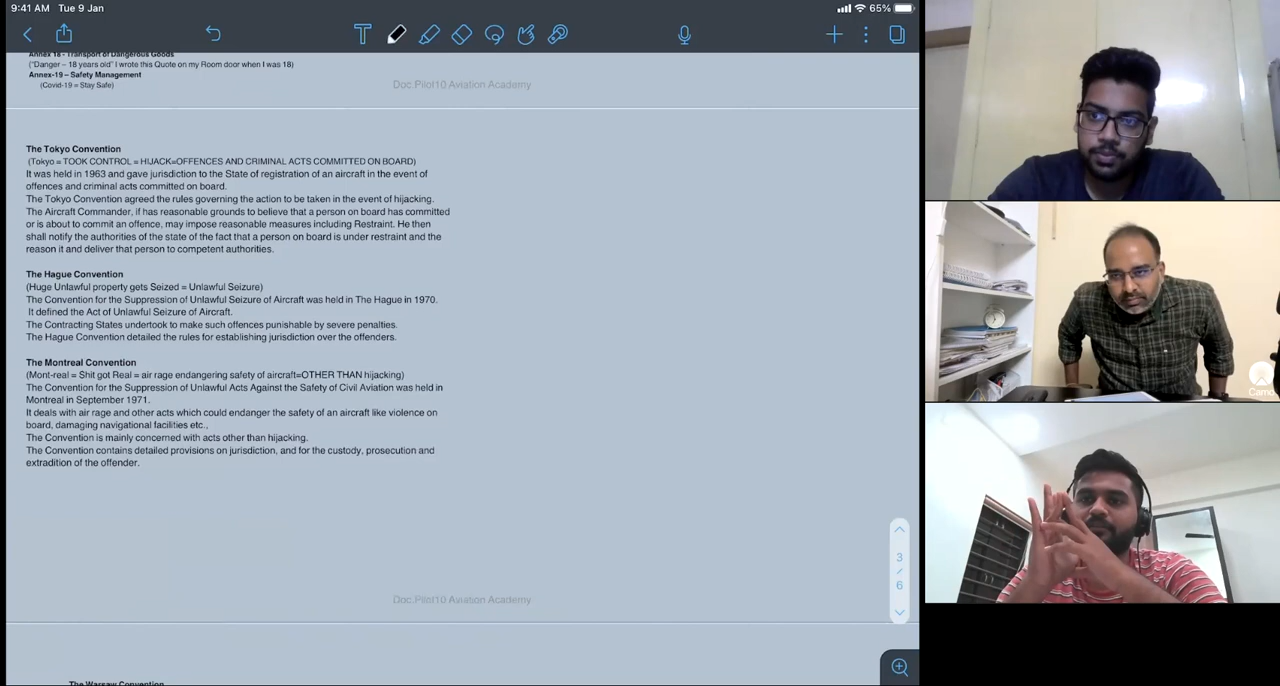 9:41 AM Tue 9 Jan
65%
Annex 18 - Transport of Dangerous Goods
("Danger – 18 years old" I wrote this Quote on my Room door when I was 18)
Annex-19 – Safety Management
(Covid-19 = Stay Safe)
Doc.Pilot10 Aviation Academy
The Tokyo Convention
(Tokyo = TOOK CONTROL = HIJACK=OFFENCES AND CRIMINAL ACTS COMMITTED ON BOARD)
It was held in 1963 and gave jurisdiction to the State of registration of an aircraft in the event of
offences and criminal acts committed on board.
The Tokyo Convention agreed the rules governing the action to be taken in the event of hijacking.
The Aircraft Commander, if has reasonable grounds to believe that a person on board has committed
or is about to commit an offence, may impose reasonable measures including Restraint. He then
shall notify the authorities of the state of the fact that a person on board is under restraint and the
reason it and deliver that person to competent authorities.
The Hague Convention
(Huge Unlawful property gets Seized = Unlawful Seizure)
The Convention for the Suppression of Unlawful Seizure of Aircraft was held in The Hague in 1970.
It defined the Act of Unlawful Seizure of Aircraft.
The Contracting States undertook to make such offences punishable by severe penalties.
The Hague Convention detailed the rules for establishing jurisdiction over the offenders.
The Montreal Convention
(Mont-real = Shit got Real = air rage endangering safety of aircraft=OTHER THAN hijacking)
The Convention for the Suppression of Unlawful Acts Against the Safety of Civil Aviation was held in
Montreal in September 1971.
It deals with air rage and other acts which could endanger the safety of an aircraft like violence on
board, damaging navigational facilities etc.,
The Convention is mainly concerned with acts other than hijacking.
The Convention contains detailed provisions on jurisdiction, and for the custody, prosecution and
extradition of the offender.
3
/
6
Doc.Pilot10 Aviation Academy
The Warsaw Convention